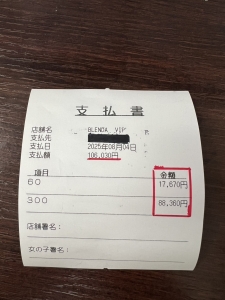 支払書
店舗名 BLENDA VIP
支払先
支払日 2025年08月04日
支払額 106,030円
項目 金額
60 17,670円
300 88,360円
店舗署名：
女の子署名：